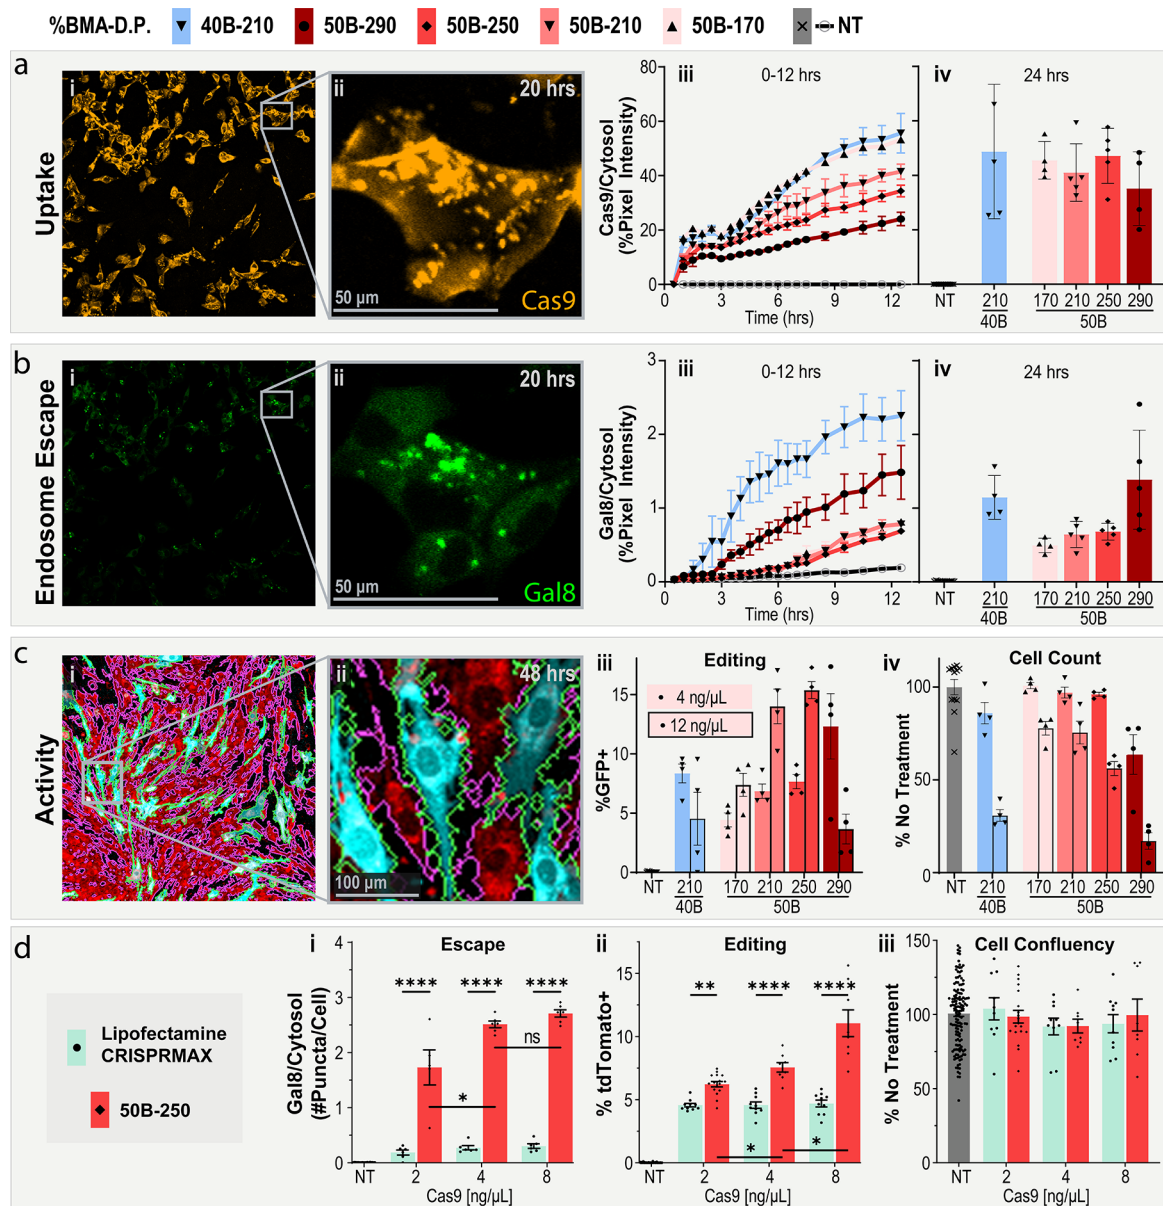 %BMA-D.P. 40B-210 50B-290 50B-250 50B-210 50B-170 NT
a
Uptake
i
ii 20 hrs
50 µm
Cas9
iii 0-12 hrs
Cas9/Cytosol
(%Pixel Intensity)
80
60
40
20
0
0 3 6 9 12
Time (hrs)
iv 24 hrs
NT 210 170 210 250 290
40B 50B
b
Endosome Escape
i
ii 20 hrs
50 µm
Gal8
iii 0-12 hrs
Gal8/Cytosol
(%Pixel Intensity)
3
2
1
0
0 3 6 9 12
Time (hrs)
iv 24 hrs
NT 210 170 210 250 290
40B 50B
c
Activity
i
ii 48 hrs
100 µm
iii Editing
4 ng/µL
12 ng/µL
%GFP+
15
10
5
0
NT 210 170 210 250 290
40B 50B
iv Cell Count
% No Treatment
100
50
0
NT 210 170 210 250 290
40B 50B
d
Lipofectamine
CRISPRMAX
50B-250
i Escape
Gal8/Cytosol
(#Puncta/Cell)
4
3
2
1
0
**** **** ****
ns
*
NT 2 4 8
Cas9 [ng/µL]
ii Editing
% tdTomato+
15
10
5
0
** **** ****
* *
NT 2 4 8
Cas9 [ng/µL]
iii Cell Confluency
% No Treatment
150
100
50
0
NT 2 4 8
Cas9 [ng/µL]